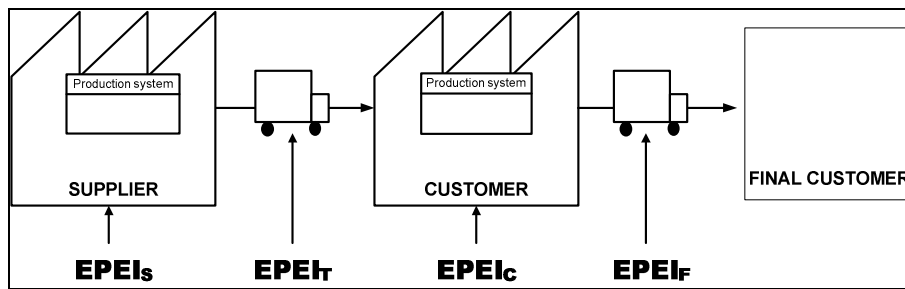 Production system
SUPPLIER
Production system
CUSTOMER
FINAL CUSTOMER
EPEIS
EPEIT
EPEIC
EPEIF